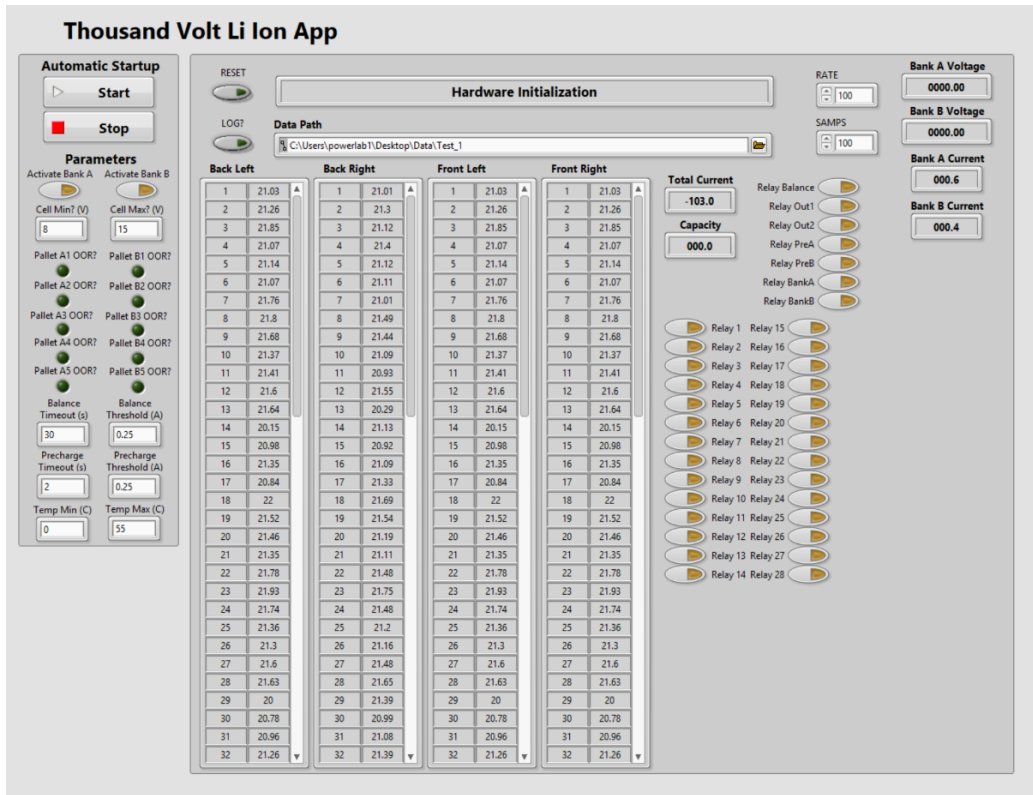 Thousand Volt Li Ion App
Automatic Startup
Start
Stop
Parameters
Activate Bank A Activate Bank B
Cell Min? (V) Cell Max? (V)
8 15
Pallet A1 OOR? Pallet B1 OOR?
Pallet A2 OOR? Pallet B2 OOR?
Pallet A3 OOR? Pallet B3 OOR?
Pallet A4 OOR? Pallet B4 OOR?
Pallet A5 OOR? Pallet B5 OOR?
Balance Balance
Timeout (s) Threshold (A)
30 0.25
Precharge Precharge
Timeout (s) Threshold (A)
2 0.25
Temp Min (C) Temp Max (C)
0 55
RESET
Hardware Initialization
LOG?
Data Path
C:\Users\powerlab1\Desktop\Data\Test_1
RATE
100
SAMPS
100
Bank A Voltage
0000.00
Bank B Voltage
0000.00
Bank A Current
000.6
Bank B Current
000.4
Back Left Back Right Front Left Front Right
1 21.03 1 21.01 1 21.03 1 21.03
2 21.26 2 21.3 2 21.26 2 21.26
3 21.85 3 21.12 3 21.85 3 21.85
4 21.07 4 21.4 4 21.07 4 21.07
5 21.14 5 21.12 5 21.14 5 21.14
6 21.07 6 21.11 6 21.07 6 21.07
7 21.76 7 21.01 7 21.76 7 21.76
8 21.8 8 21.49 8 21.8 8 21.8
9 21.68 9 21.44 9 21.68 9 21.68
10 21.37 10 21.09 10 21.37 10 21.37
11 21.41 11 20.93 11 21.41 11 21.41
12 21.6 12 21.55 12 21.6 12 21.6
13 21.64 13 20.29 13 21.64 13 21.64
14 20.15 14 21.13 14 20.15 14 20.15
15 20.98 15 20.92 15 20.98 15 20.98
16 21.35 16 21.09 16 21.35 16 21.35
17 20.84 17 21.33 17 20.84 17 20.84
18 22 18 21.69 18 22 18 22
19 21.52 19 21.54 19 21.52 19 21.52
20 21.46 20 21.19 20 21.46 20 21.46
21 21.35 21 21.11 21 21.35 21 21.35
22 21.78 22 21.48 22 21.78 22 21.78
23 21.93 23 21.75 23 21.93 23 21.93
24 21.74 24 21.48 24 21.74 24 21.74
25 21.36 25 21.2 25 21.36 25 21.36
26 21.3 26 21.16 26 21.3 26 21.3
27 21.6 27 21.48 27 21.6 27 21.6
28 21.63 28 21.65 28 21.63 28 21.63
29 20 29 21.39 29 20 29 20
30 20.78 30 20.99 30 20.78 30 20.78
31 20.96 31 21.08 31 20.96 31 20.96
32 21.26 32 21.39 32 21.26 32 21.26
Total Current
-103.0
Capacity
000.0
Relay Balance
Relay Out1
Relay Out2
Relay PreA
Relay PreB
Relay BankA
Relay BankB
Relay 1 Relay 15
Relay 2 Relay 16
Relay 3 Relay 17
Relay 4 Relay 18
Relay 5 Relay 19
Relay 6 Relay 20
Relay 7 Relay 21
Relay 8 Relay 22
Relay 9 Relay 23
Relay 10 Relay 24
Relay 11 Relay 25
Relay 12 Relay 26
Relay 13 Relay 27
Relay 14 Relay 28